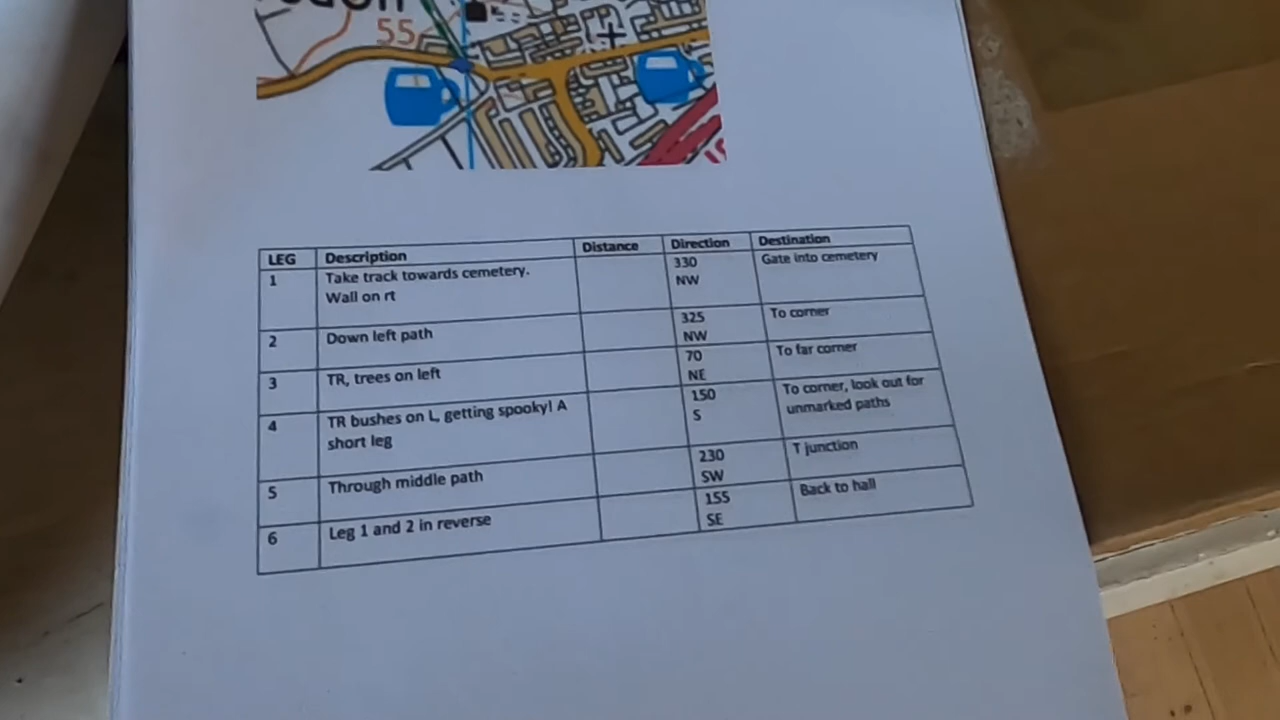 55
LEG Description Distance Direction Destination
1 Take track towards cemetery. 330 Gate into cemetery
Wall on rt NW
2 Down left path 325 To corner
NW
3 TR, trees on left 70 To far corner
NE
4 TR bushes on L, getting spooky! A 150 To corner, look out for
short leg S unmarked paths
5 Through middle path 230 T junction
SW
6 Leg 1 and 2 in reverse 155 Back to hall
SE